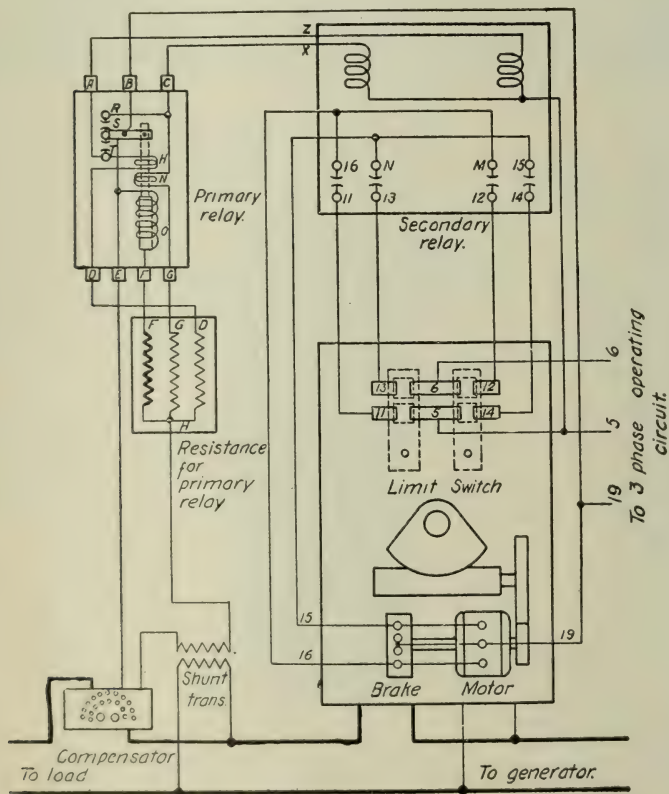 Z
X
A B C
R
S
T
H
N
O
Primary relay.
D E F G
16 N M 15
11 13 12 14
Secondary relay.
F G D
H
Resistance for primary relay
13 6 12
11 5 14
Limit Switch
6
5
19
To 3 phase operating circuit.
15
16
19
Brake Motor
Shunt trans.
Compensator
To load
To generator.